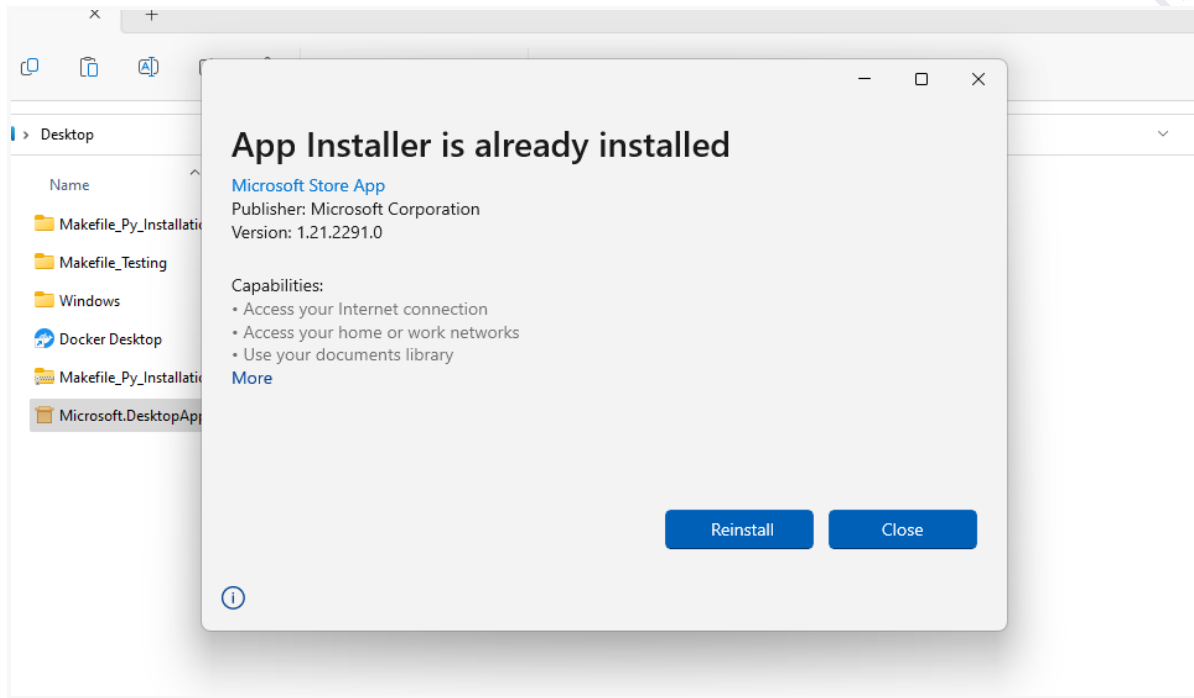 Desktop
Name
Makefile_Py_Installatic
Makefile_Testing
Windows
Docker Desktop
Makefile_Py_Installatic
Microsoft.DesktopApp
App Installer is already installed
Microsoft Store App
Publisher: Microsoft Corporation
Version: 1.21.2291.0
Capabilities:
• Access your Internet connection
• Access your home or work networks
• Use your documents library
More
Reinstall
Close